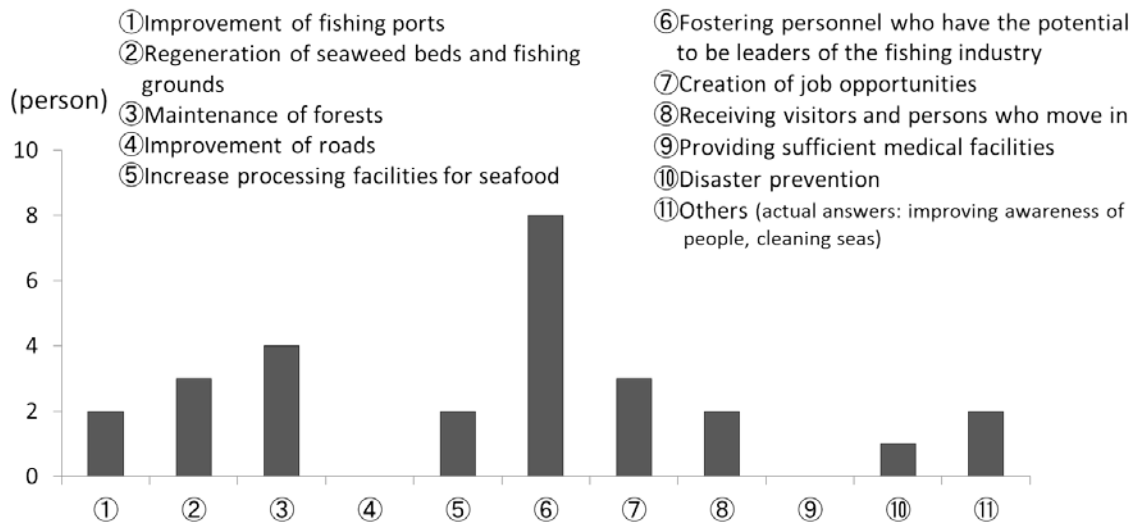 ①Improvement of fishing ports
②Regeneration of seaweed beds and fishing
grounds
③Maintenance of forests
④Improvement of roads
⑤Increase processing facilities for seafood
⑥Fostering personnel who have the potential
to be leaders of the fishing industry
⑦Creation of job opportunities
⑧Receiving visitors and persons who move in
⑨Providing sufficient medical facilities
⑩Disaster prevention
⑪Others (actual answers: improving awareness of
people, cleaning seas)
(person)
10
8
6
4
2
0
① ② ③ ④ ⑤ ⑥ ⑦ ⑧ ⑨ ⑩ ⑪